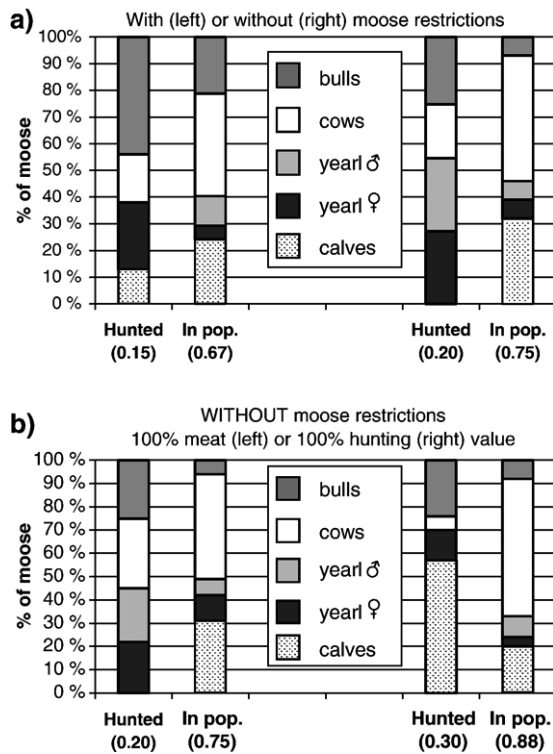 a)
With (left) or without (right) moose restrictions
% of moose
100 %
90 %
80 %
70 %
60 %
50 %
40 %
30 %
20 %
10 %
0 %
bulls
cows
yearl ♂
yearl ♀
calves
Hunted In pop. Hunted In pop.
(0.15) (0.67) (0.20) (0.75)
b)
WITHOUT moose restrictions
100% meat (left) or 100% hunting (right) value
% of moose
100 %
90 %
80 %
70 %
60 %
50 %
40 %
30 %
20 %
10 %
0 %
bulls
cows
yearl ♂
yearl ♀
calves
Hunted In pop. Hunted In pop.
(0.20) (0.75) (0.30) (0.88)